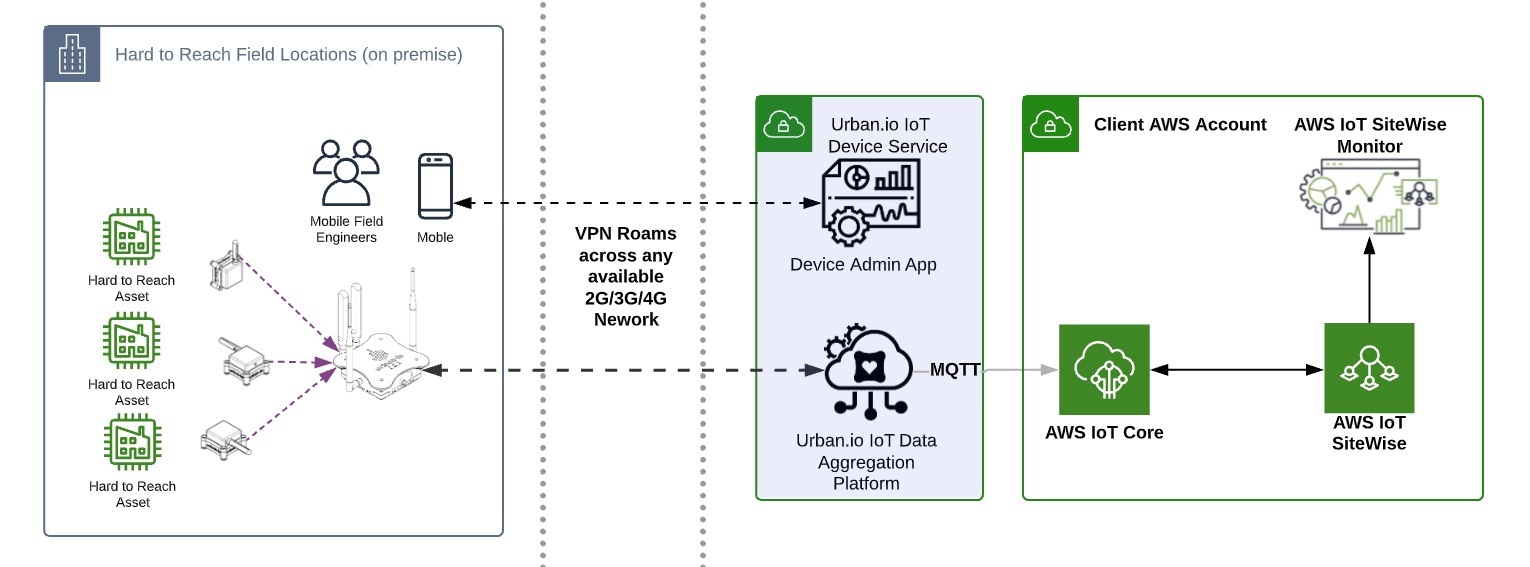 Hard to Reach Field Locations (on premise)
Mobile Field
Engineers
Moble
Hard to Reach
Asset
Hard to Reach
Asset
Hard to Reach
Asset
VPN Roams
across any
available
2G/3G/4G
Nework
Urban.io IoT
Device Service
Device Admin App
Urban.io IoT Data
Aggregation
Platform
MQTT
Client AWS Account
AWS IoT SiteWise
Monitor
AWS IoT Core
AWS IoT
SiteWise